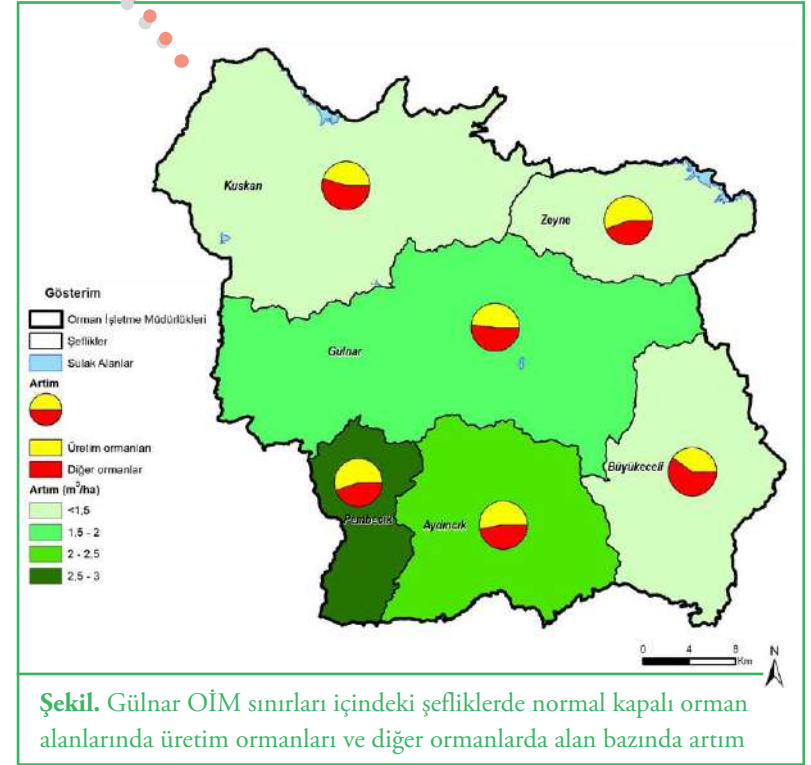 Kuskan
Zeyne
Gülnar
Büyükeceli
Pembecik
Aydıncık
Gösterim
Orman İşletme Müdürlükleri
Şeflikler
Sulak Alanlar
Artım
Üretim ormanları
Diğer ormanlar
Artım (m³/ha)
<1,5
1,5 - 2
2 - 2,5
2,5 - 3
0 4 8
Km
N
Şekil. Gülnar OİM sınırları içindeki şefliklerde normal kapalı orman
alanlarında üretim ormanları ve diğer ormanlarda alan bazında artım